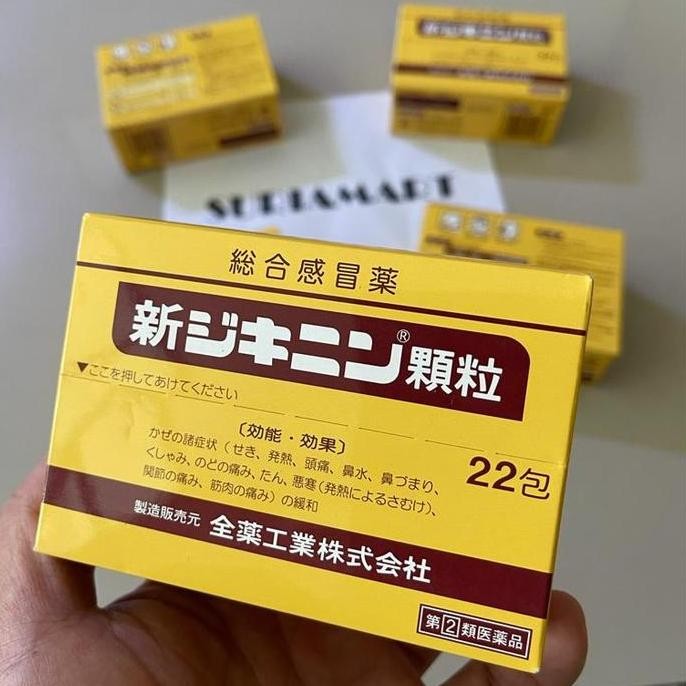 SURIAMART
総合感冒薬
新ジキニン®顆粒
▼ここを押してあけてください
〔効能・効果〕
かぜの諸症状（せき、発熱、頭痛、鼻水、鼻づまり、
くしゃみ、のどの痛み、たん、悪寒（発熱によるさむけ）、
関節の痛み、筋肉の痛み）の緩和
22包
製造販売元 全薬工業株式会社
第②類医薬品